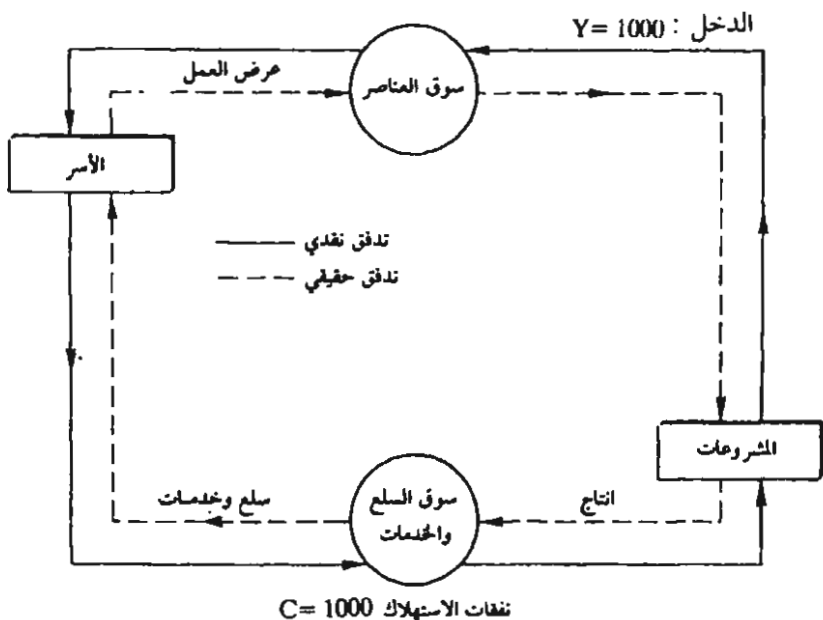 الدخل : Y= 1000
عرض العمل
سوق العناصر
الأسر
تدفق نقدي
تدفق حقيقي
المشروعات
سلع وخدمات
سوق السلع
والخدمات
انتاج
نفقات الاستهلاك C= 1000